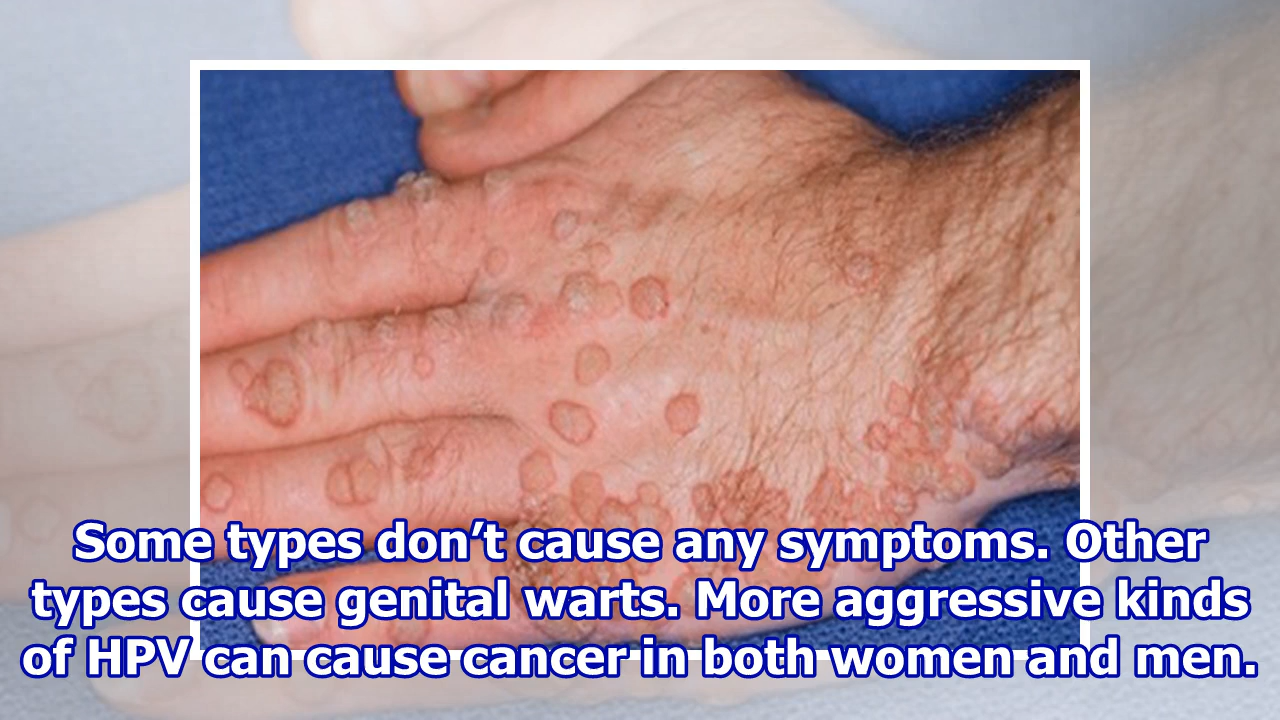 Some types don’t cause any symptoms. Other
types cause genital warts. More aggressive kinds
of HPV can cause cancer in both women and men.